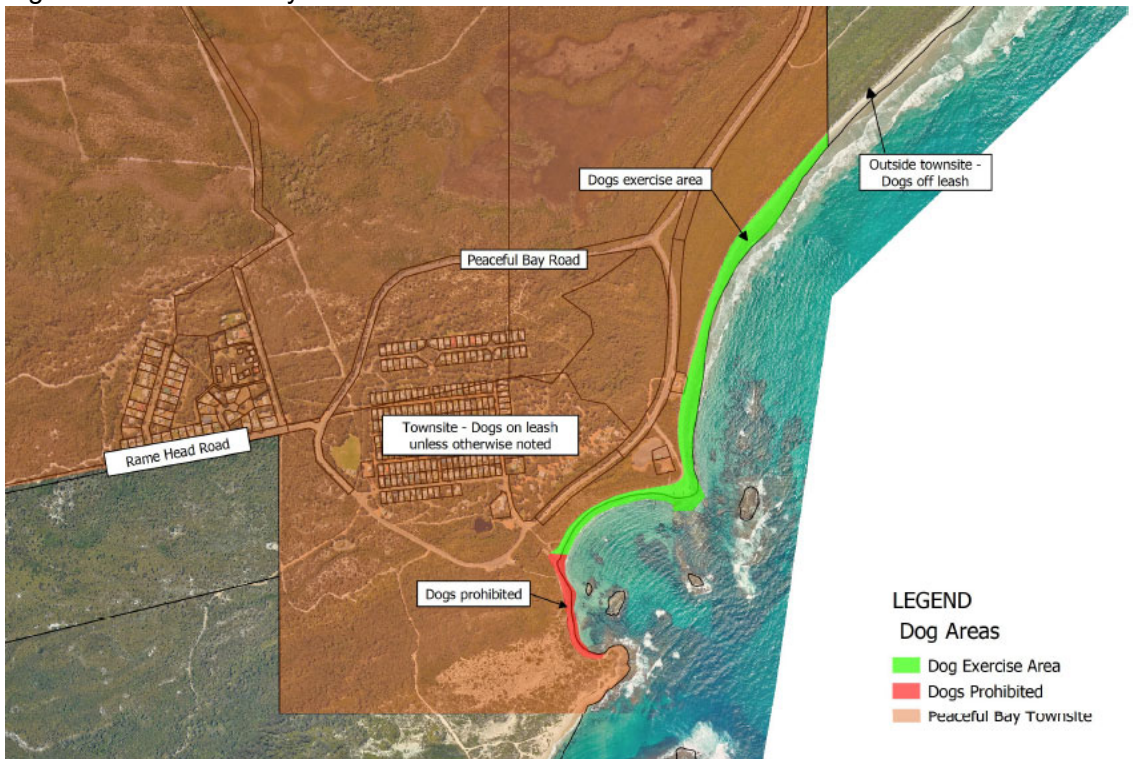 Outside townsite -
Dogs off leash
Dogs exercise area
Peaceful Bay Road
Townsite - Dogs on leash
unless otherwise noted
Rame Head Road
Dogs prohibited
LEGEND
Dog Areas
Dog Exercise Area
Dogs Prohibited
Peaceful Bay Townsite